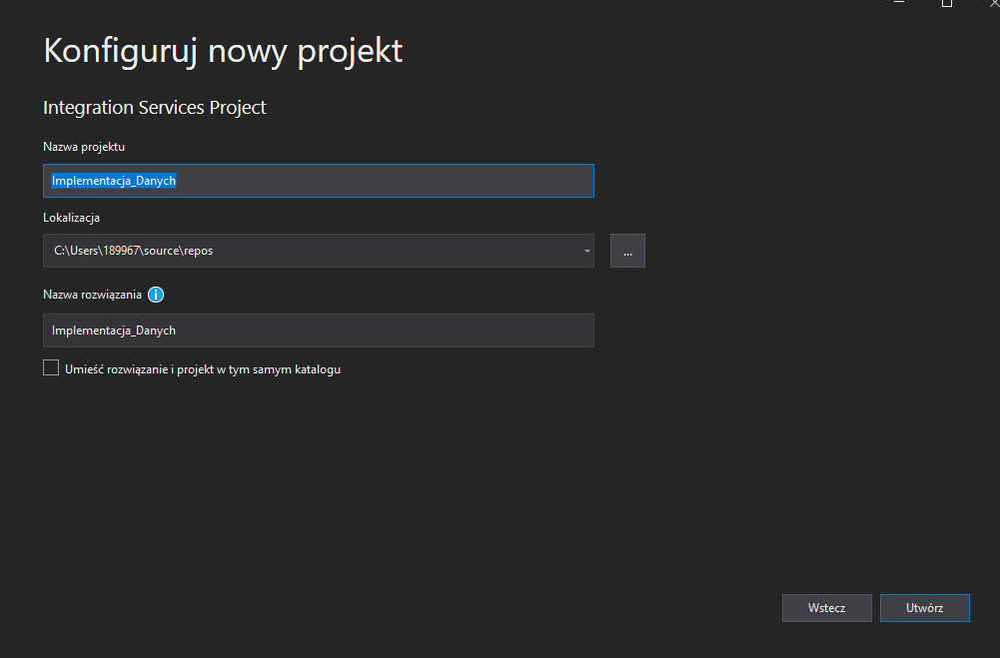 Konfiguruj nowy projekt
Integration Services Project
Nazwa projektu
Implementacja_Danych
Lokalizacja
C:\Users\189967\source\repos
...
Nazwa rozwiązania
Implementacja_Danych
Umieść rozwiązanie i projekt w tym samym katalogu
Wstecz
Utwórz